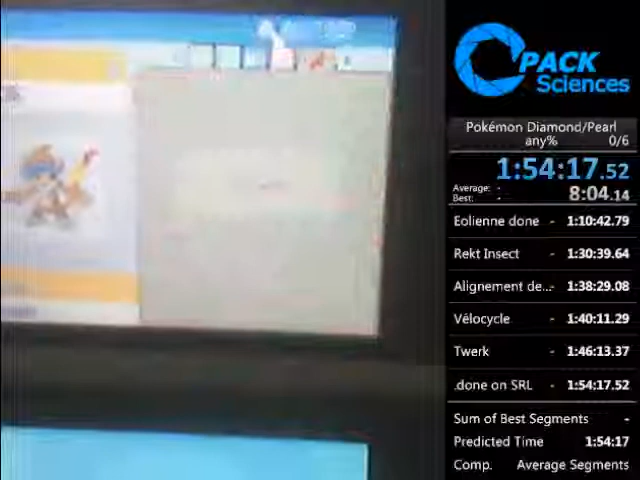 PACK
Sciences
Pokémon Diamond/Pearl
any% 0/6
1:54:17.52
Average: -
Best: - 8:04.14
Eolienne done - 1:10:42.79
Rekt Insect - 1:30:39.64
Alignement de... - 1:38:29.08
Vélocycle - 1:40:11.29
Twerk - 1:46:13.37
.done on SRL - 1:54:17.52
Sum of Best Segments -
Predicted Time 1:54:17
Comp. Average Segments